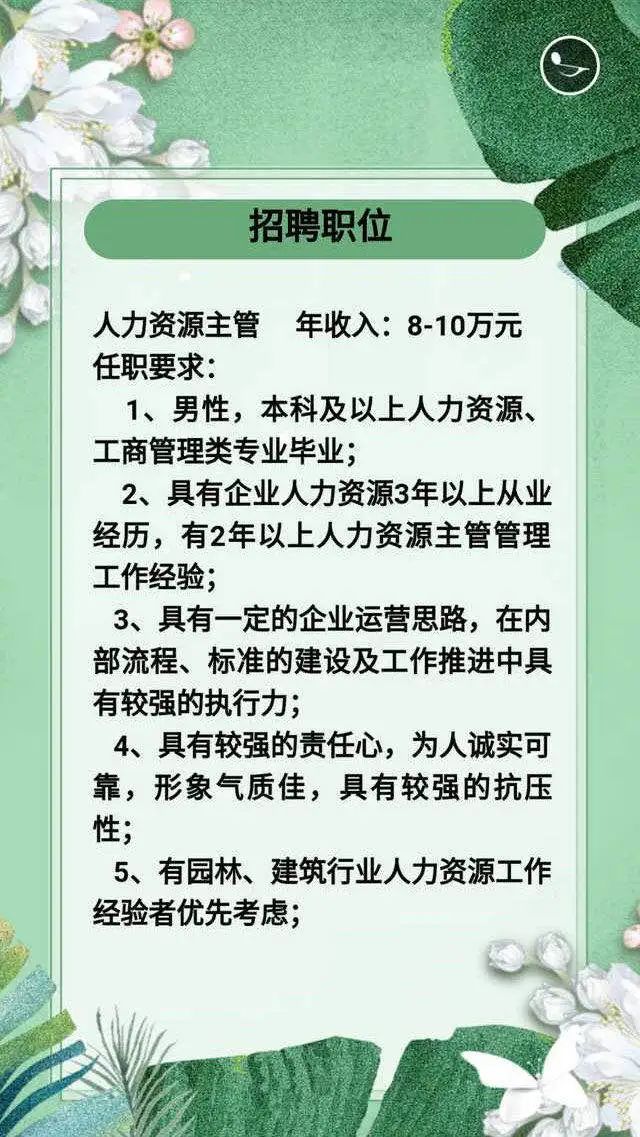 招聘职位
人力资源主管 年收入：8-10万元
任职要求：
1、男性，本科及以上人力资源、
工商管理类专业毕业；
2、具有企业人力资源3年以上从业
经历，有2年以上人力资源主管管理
工作经验；
3、具有一定的企业运营思路，在内
部流程、标准的建设及工作推进中具
有较强的执行力；
4、具有较强的责任心，为人诚实可
靠，形象气质佳，具有较强的抗压
性；
5、有园林、建筑行业人力资源工作
经验者优先考虑；